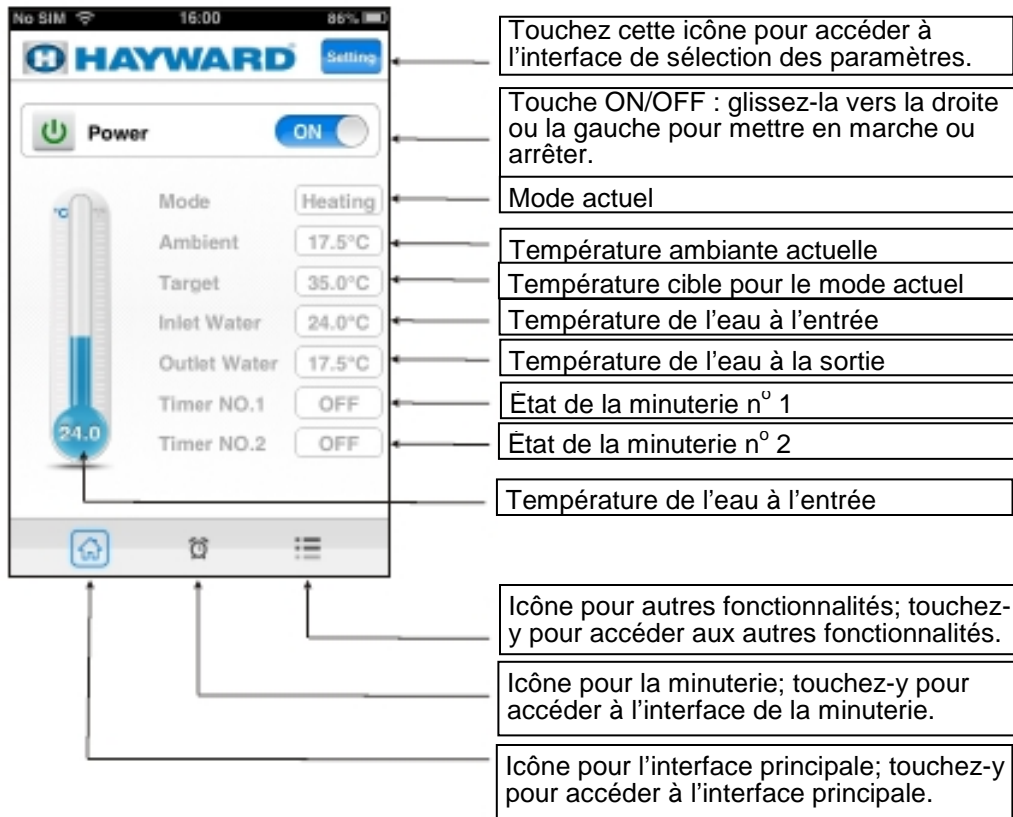 No SIM 16:00 86%
HAYWARD Setting
Power ON
°C
Mode Heating
Ambient 17.5°C
Target 35.0°C
Inlet Water 24.0°C
Outlet Water 17.5°C
Timer NO.1 OFF
Timer NO.2 OFF
24.0
Touchez cette icône pour accéder à
l'interface de sélection des paramètres.
Touche ON/OFF : glissez-la vers la droite
ou la gauche pour mettre en marche ou
arrêter.
Mode actuel
Température ambiante actuelle
Température cible pour le mode actuel
Température de l'eau à l'entrée
Température de l'eau à la sortie
État de la minuterie n° 1
État de la minuterie n° 2
Température de l'eau à l'entrée
Icône pour autres fonctionnalités; touchez-
y pour accéder aux autres fonctionnalités.
Icône pour la minuterie; touchez-y pour
accéder à l'interface de la minuterie.
Icône pour l'interface principale; touchez-y
pour accéder à l'interface principale.